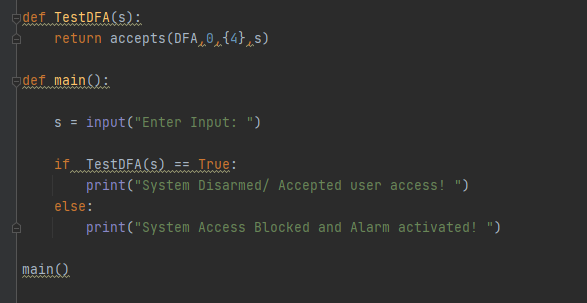 def TestDFA(s):
    return accepts(DFA,0,{4},s)
def main():
    s = input("Enter Input: ")
    if  TestDFA(s) == True:
        print("System Disarmed/ Accepted user access! ")
    else:
        print("System Access Blocked and Alarm activated! ")
main()